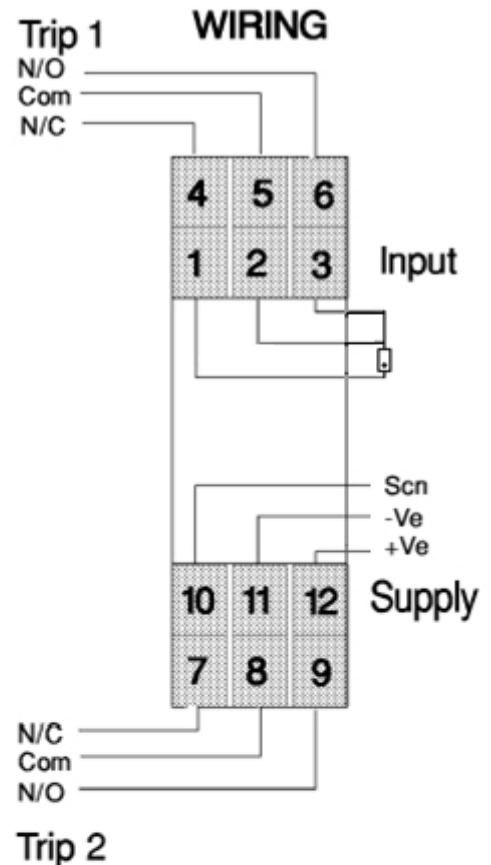 WIRING
Trip 1
N/O
Com
N/C
4 5 6
1 2 3
Input
Scn
-Ve
+Ve
10 11 12
Supply
7 8 9
N/C
Com
N/O
Trip 2